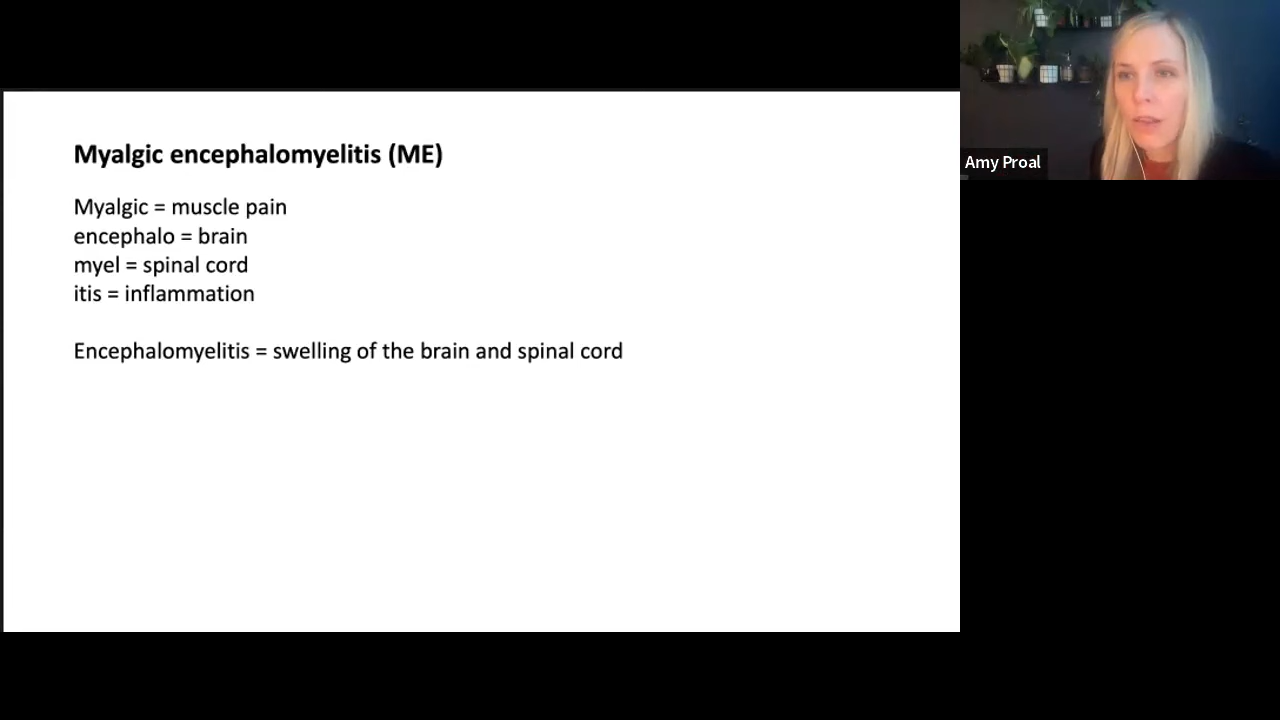 Myalgic encephalomyelitis (ME)
Myalgic = muscle pain
encephalo = brain
myel = spinal cord
itis = inflammation
Encephalomyelitis = swelling of the brain and spinal cord
Amy Proal